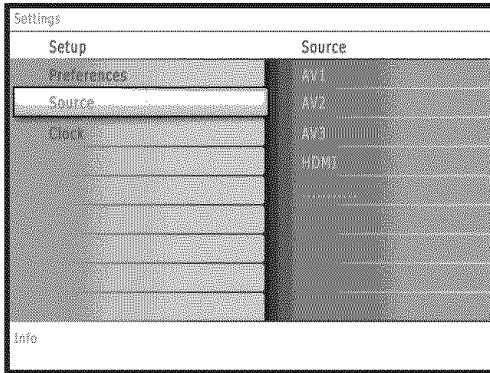 Settings
Setup
Source
Preferences
AV1
Source
AV2
Clock
AV3
HDMI
............
Info